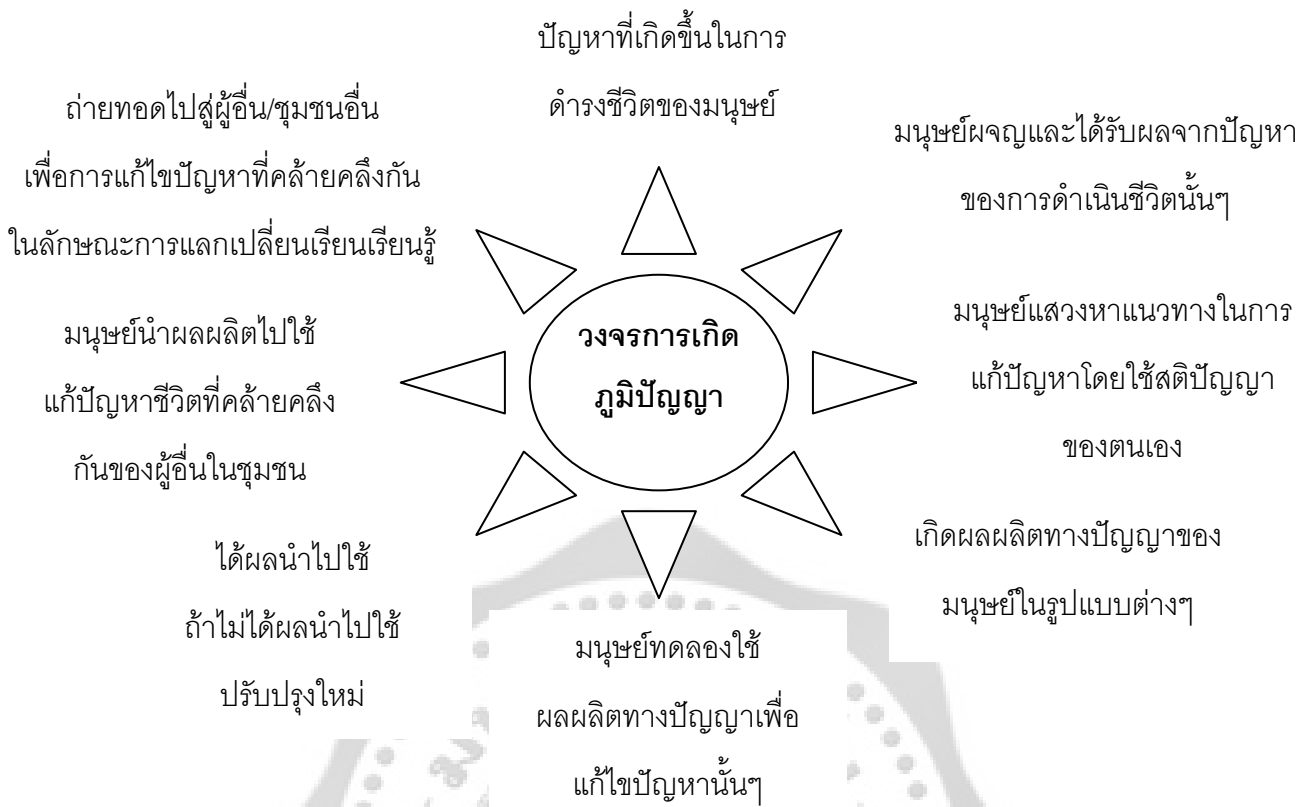 ปัญหาที่เกิดขึ้นในการ
ดำรงชีวิตของมนุษย์
มนุษย์ผจญและได้รับผลจากปัญหา
ของการดำเนินชีวิตนั้นๆ
มนุษย์แสวงหาแนวทางในการ
แก้ปัญหาโดยใช้สติปัญญา
ของตนเอง
เกิดผลผลิตทางปัญญาของ
มนุษย์ในรูปแบบต่างๆ
มนุษย์ทดลองใช้
ผลผลิตทางปัญญาเพื่อ
แก้ไขปัญหานั้นๆ
ได้ผลนำไปใช้
ถ้าไม่ได้ผลนำไปใช้
ปรับปรุงใหม่
มนุษย์นำผลผลิตไปใช้
แก้ปัญหาชีวิตที่คล้ายคลึง
กันของผู้อื่นในชุมชน
ถ่ายทอดไปสู่ผู้อื่น/ชุมชนอื่น
เพื่อการแก้ไขปัญหาที่คล้ายคลึงกัน
ในลักษณะการแลกเปลี่ยนเรียนเรียนรู้
วงจรการเกิด
ภูมิปัญญา